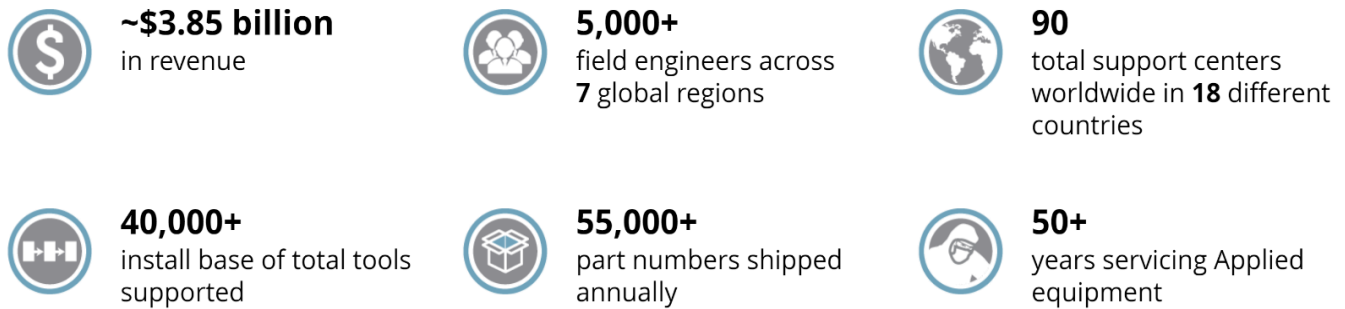 ~$3.85 billion
in revenue
5,000+
field engineers across
7 global regions
90
total support centers
worldwide in 18 different
countries
40,000+
install base of total tools
supported
55,000+
part numbers shipped
annually
50+
years servicing Applied
equipment